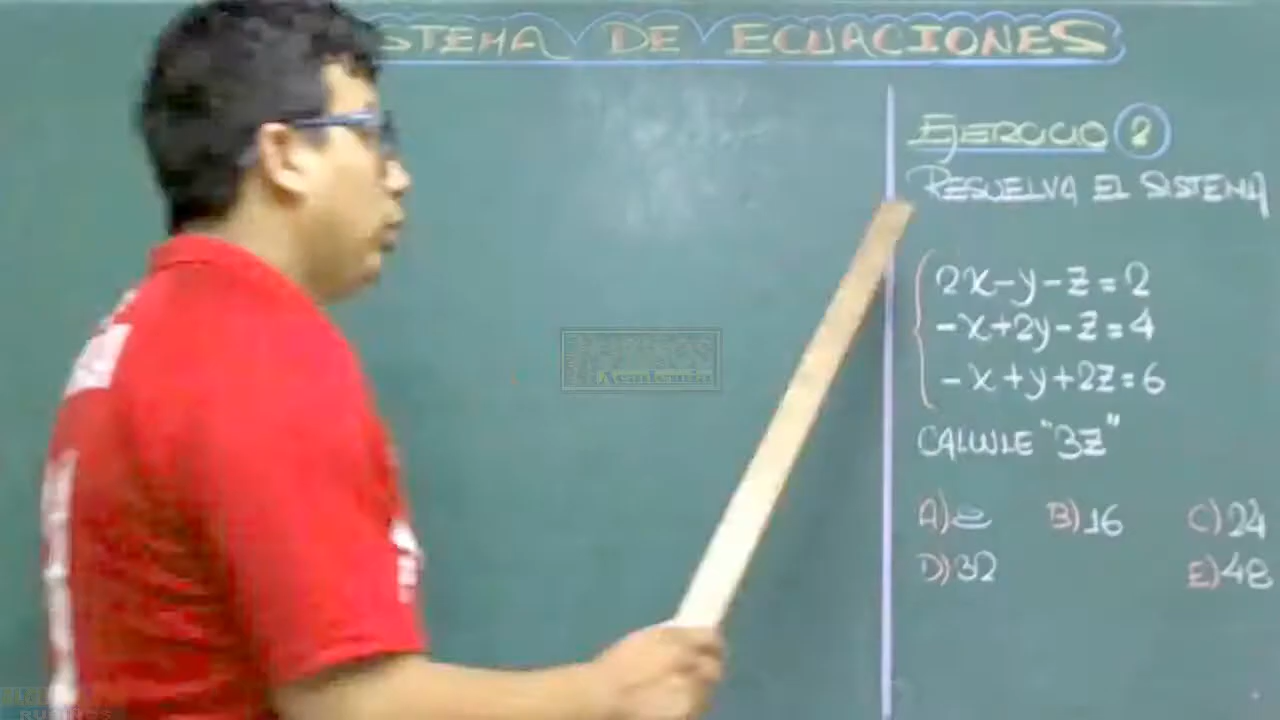 STEMA DE ECUACIONES
EJERCICIO 8
RESUELVA EL SISTEMA
2x-y-z=2
-x+2y-z=4
-x+y+2z=6
CALCULE "3z"
A) 8 B) 16 C) 24
D) 32 E) 48
Academia